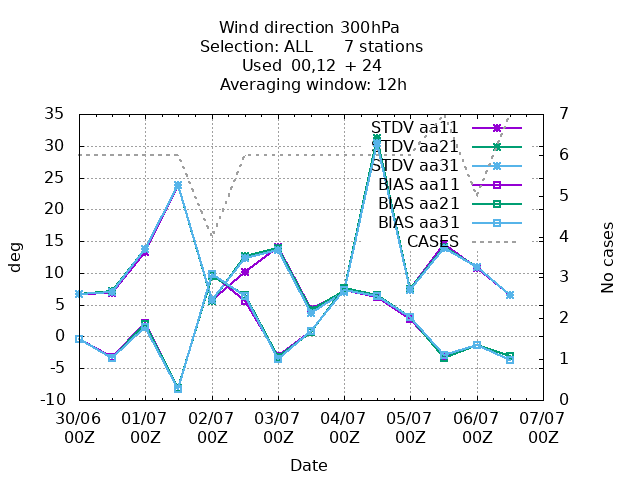 Wind direction 300hPa
Selection: ALL 7 stations
Used 00,12 + 24
Averaging window: 12h
35
30
25
20
15
10
5
0
-5
-10
deg
7
6
5
4
3
2
1
0
No cases
STDV aa11
STDV aa21
STDV aa31
BIAS aa11
BIAS aa21
BIAS aa31
CASES
30/06 01/07 02/07 03/07 04/07 05/07 06/07 07/07
00Z 00Z 00Z 00Z 00Z 00Z 00Z 00Z
Date